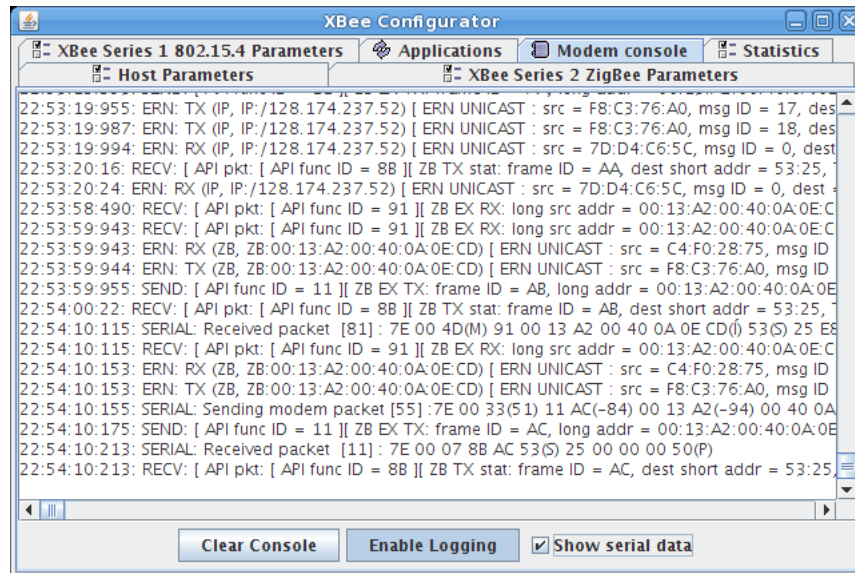 XBee Configurator
XBee Series 1 802.15.4 Parameters Applications Modem console Statistics
Host Parameters XBee Series 2 ZigBee Parameters
22:53:19:955: ERN: TX (IP, IP:/128.174.237.52) [ ERN UNICAST : src = F8:C3:76:A0, msg ID = 17, des
22:53:19:987: ERN: TX (IP, IP:/128.174.237.52) [ ERN UNICAST : src = F8:C3:76:A0, msg ID = 18, des
22:53:19:994: ERN: RX (IP, IP:/128.174.237.52) [ ERN UNICAST : src = 7D:D4:C6:5C, msg ID = 0, dest
22:53:20:16: RECV: [ API pkt: [ API func ID = 8B ][ ZB TX stat: frame ID = AA, dest short addr = 53:25,
22:53:20:24: ERN: RX (IP, IP:/128.174.237.52) [ ERN UNICAST : src = 7D:D4:C6:5C, msg ID = 0, dest =
22:53:58:490: RECV: [ API pkt: [ API func ID = 91 ][ ZB EX RX: long src addr = 00:13:A2:00:40:0A:0E:C
22:53:59:943: RECV: [ API pkt: [ API func ID = 91 ][ ZB EX RX: long src addr = 00:13:A2:00:40:0A:0E:C
22:53:59:943: ERN: RX (ZB, ZB:00:13:A2:00:40:0A:0E:CD) [ ERN UNICAST : src = C4:F0:28:75, msg ID
22:53:59:944: ERN: TX (ZB, ZB:00:13:A2:00:40:0A:0E:CD) [ ERN UNICAST : src = F8:C3:76:A0, msg ID
22:53:59:955: SEND: [ API func ID = 11 ][ ZB EX TX: frame ID = AB, long addr = 00:13:A2:00:40:0A:0E
22:54:00:22: RECV: [ API pkt: [ API func ID = 8B ][ ZB TX stat: frame ID = AB, dest short addr = 53:25,
22:54:10:115: SERIAL: Received packet [81] : 7E 00 4D(M) 91 00 13 A2 00 40 0A 0E CD(Í) 53(S) 25 E8
22:54:10:115: RECV: [ API pkt: [ API func ID = 91 ][ ZB EX RX: long src addr = 00:13:A2:00:40:0A:0E:C
22:54:10:153: ERN: RX (ZB, ZB:00:13:A2:00:40:0A:0E:CD) [ ERN UNICAST : src = C4:F0:28:75, msg ID
22:54:10:153: ERN: TX (ZB, ZB:00:13:A2:00:40:0A:0E:CD) [ ERN UNICAST : src = F8:C3:76:A0, msg ID
22:54:10:155: SERIAL: Sending modem packet [55] :7E 00 33(51) 11 AC(-84) 00 13 A2(-94) 00 40 0A
22:54:10:175: SEND: [ API func ID = 11 ][ ZB EX TX: frame ID = AC, long addr = 00:13:A2:00:40:0A:0E
22:54:10:213: SERIAL: Received packet [11] : 7E 00 07 8B AC 53(S) 25 00 00 00 50(P)
22:54:10:213: RECV: [ API pkt: [ API func ID = 8B ][ ZB TX stat: frame ID = AC, dest short addr = 53:25,
Clear Console Enable Logging Show serial data